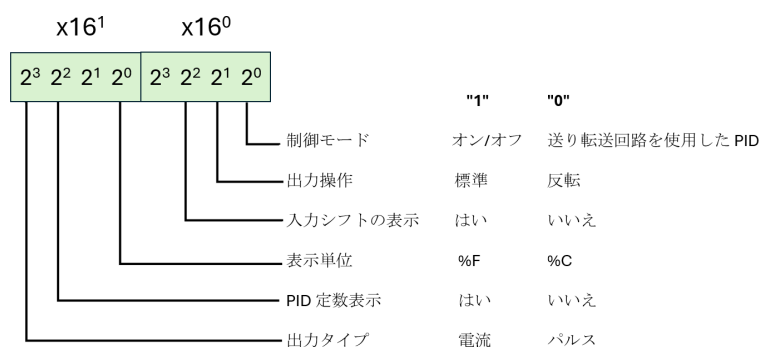 x16¹ x16⁰
2³ 2² 2¹ 2⁰ 2³ 2² 2¹ 2⁰
"1" "0"
制御モード オン/オフ 送り転送回路を使用した PID
出力操作 標準 反転
入力シフトの表示 はい いいえ
表示単位 %F %C
PID 定数表示 はい いいえ
出力タイプ 電流 パルス